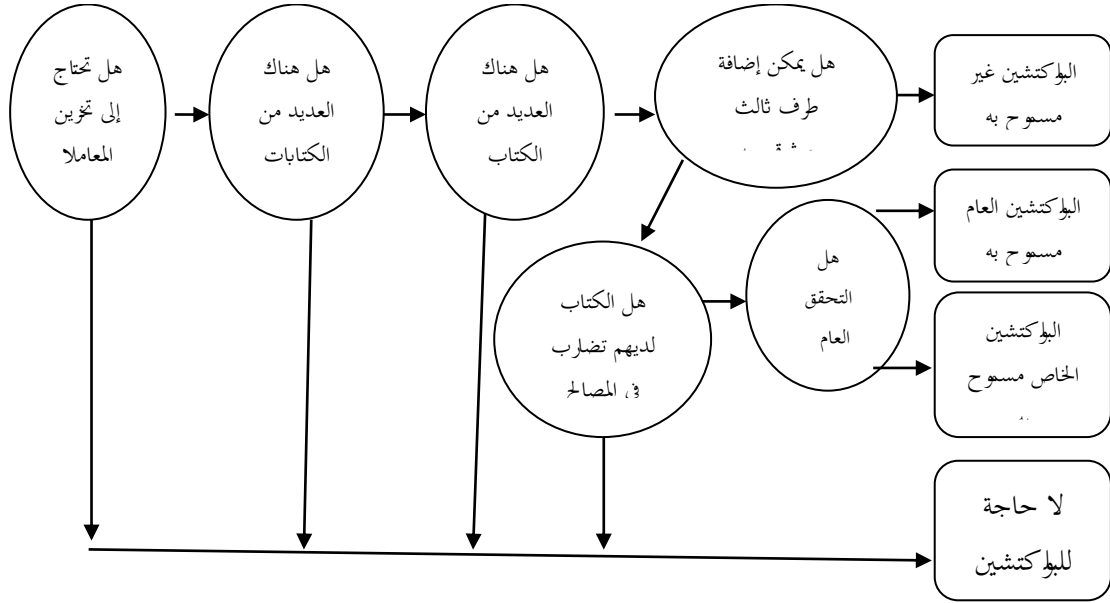 هل تحتاج
إلى تخزين
المعاملا
هل هناك
العديد من
الكتابات
هل هناك
العديد من
الكتاب
هل يمكن إضافة
طرف ثالث
البلوكتشين غير
مسموح به
هل الكتاب
لديهم تضارب
في المصالح
هل
التحقق
العام
البلوكتشين العام
مسموح به
البلوكتشين
الخاص مسموح
لا حاجة
للبلوكتشين